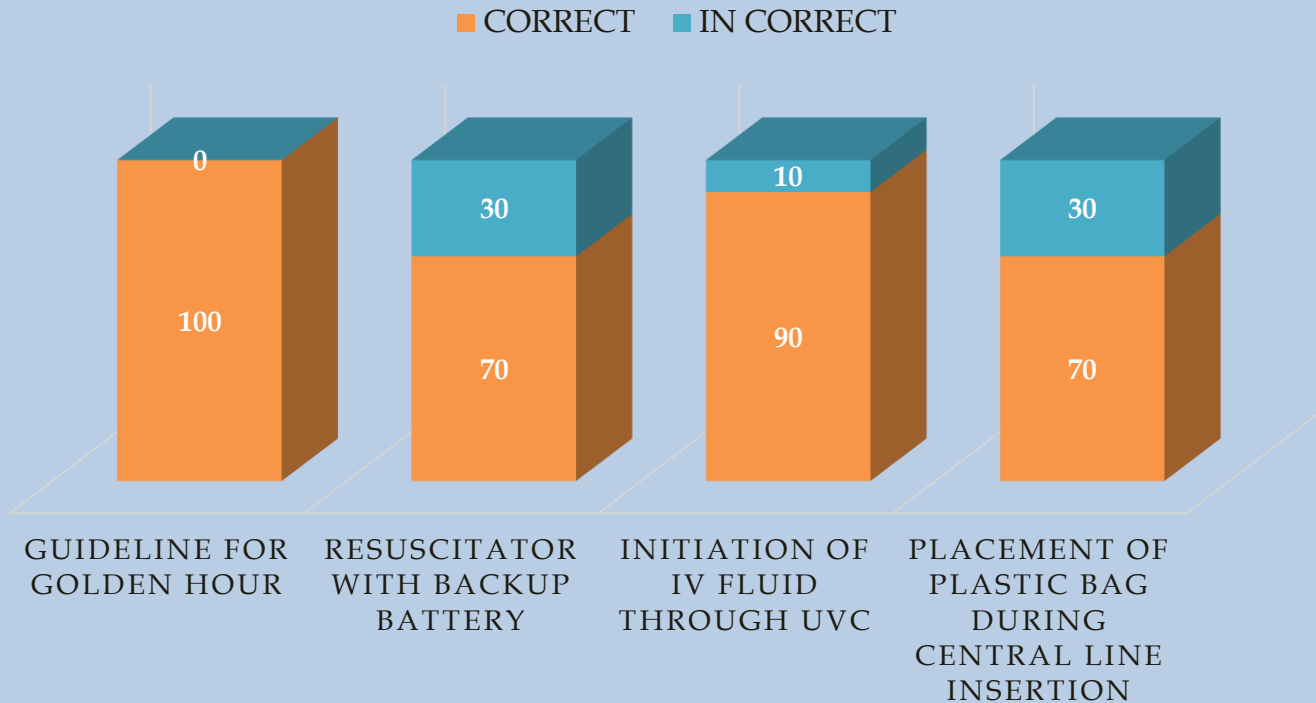 CORRECT IN CORRECT
0
30
10
30
100
70
90
70
GUIDELINE FOR
GOLDEN HOUR
RESUSCITATOR
WITH BACKUP
BATTERY
INITIATION OF
IV FLUID
THROUGH UVC
PLACEMENT OF
PLASTIC BAG
DURING
CENTRAL LINE
INSERTION